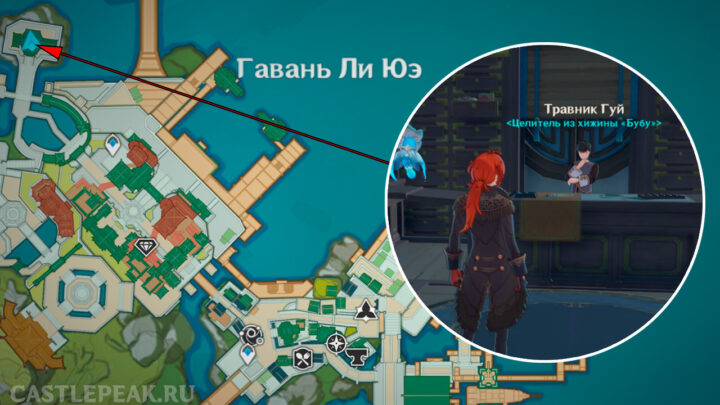 Гавань Ли Юэ
Травник Гуй
<Целитель из хижины «Бубу»>
CASTLEPEAK.RU